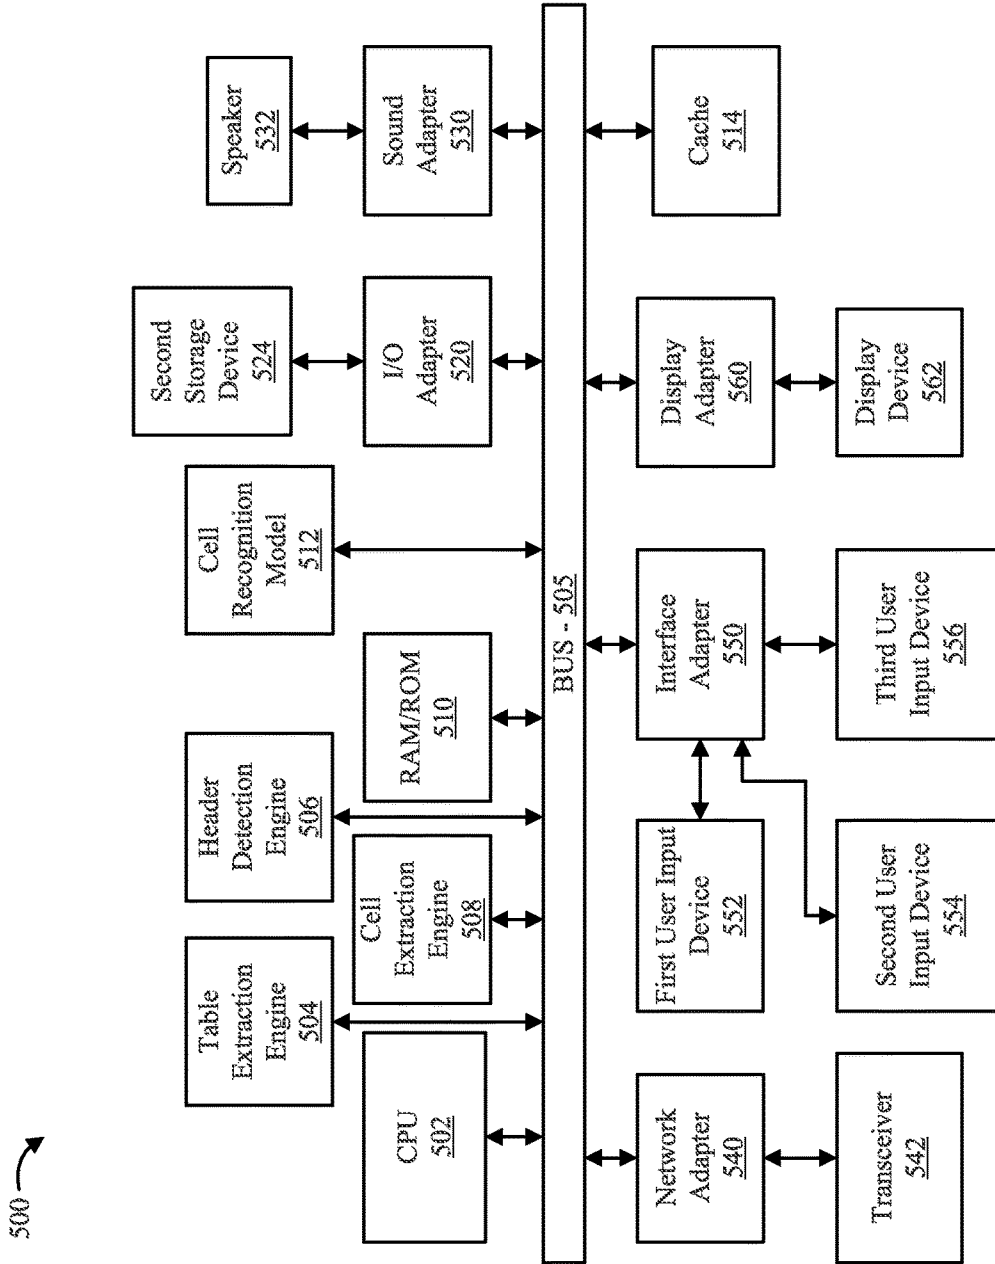 500
CPU
502
Table
Extraction
Engine
504
Cell
Extraction
Engine
508
Header
Detection
Engine
506
RAM/ROM
510
Cell
Recognition
Model
512
Second
Storage
Device
524
I/O
Adapter
520
Speaker
532
Sound
Adapter
530
BUS - 505
Network
Adapter
540
Transceiver
542
First User Input
Device
552
Second User
Input Device
554
Interface
Adapter
550
Third User
Input Device
556
Display
Adapter
560
Display
Device
562
Cache
514